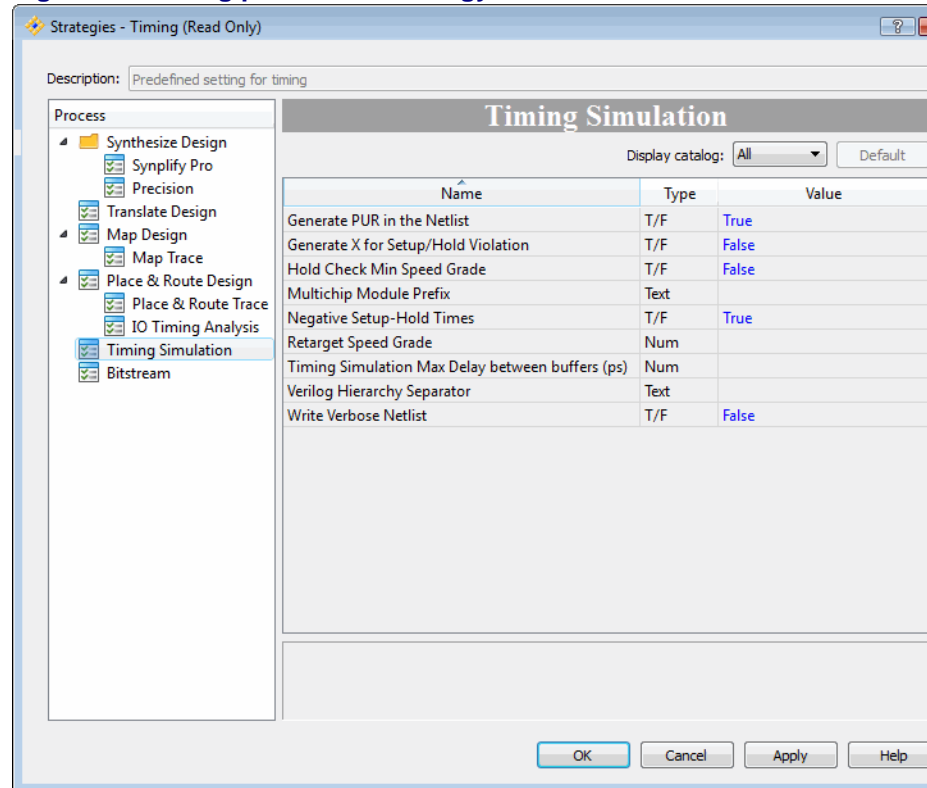 Strategies - Timing (Read Only)
Description: Predefined setting for timing
Process
Synthesize Design
Synplify Pro
Precision
Translate Design
Map Design
Map Trace
Place & Route Design
Place & Route Trace
IO Timing Analysis
Timing Simulation
Bitstream
Timing Simulation
Display catalog: All Default
Name Type Value
Generate PUR in the Netlist T/F True
Generate X for Setup/Hold Violation T/F False
Hold Check Min Speed Grade T/F False
Multichip Module Prefix Text
Negative Setup-Hold Times T/F True
Retarget Speed Grade Num
Timing Simulation Max Delay between buffers (ps) Num
Verilog Hierarchy Separator Text
Write Verbose Netlist T/F False
OK Cancel Apply Help